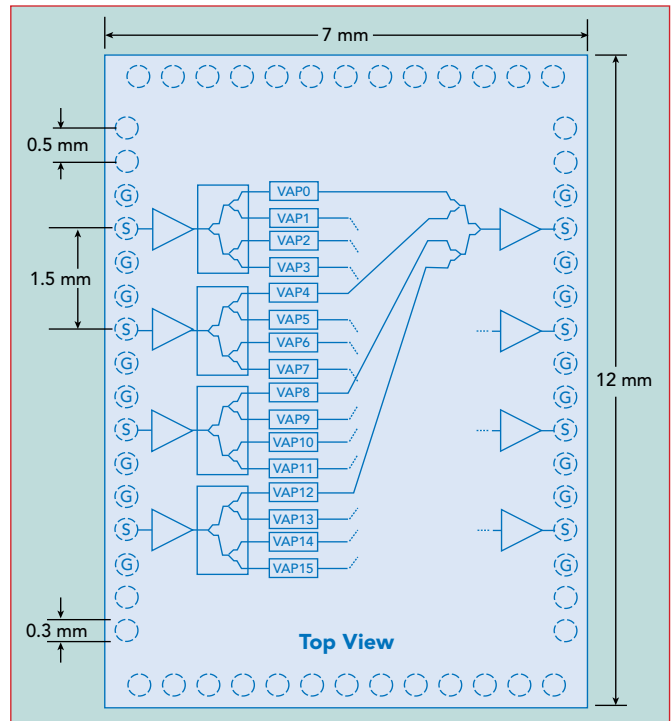 7 mm
0.5 mm
G G
VAP0
S S
VAP1
VAP2
G G
VAP3
1.5 mm
G G
VAP4
S S
VAP5
VAP6
G G
VAP7
12 mm
VAP8
G G
VAP9
S S
VAP10
G G
VAP11
G G
VAP12
VAP13
S S
VAP14
G G
VAP15
0.3 mm
Top View